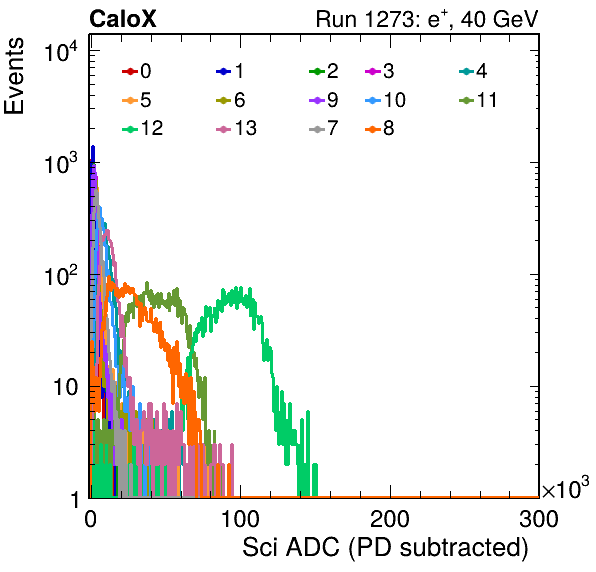 CaloX Run 1273: e⁺, 40 GeV
Events
10⁴
0 1 2 3 4
5 6 9 10 11
12 13 7 8
10³
10²
10
1
×10³
0 100 200 300
Sci ADC (PD subtracted)